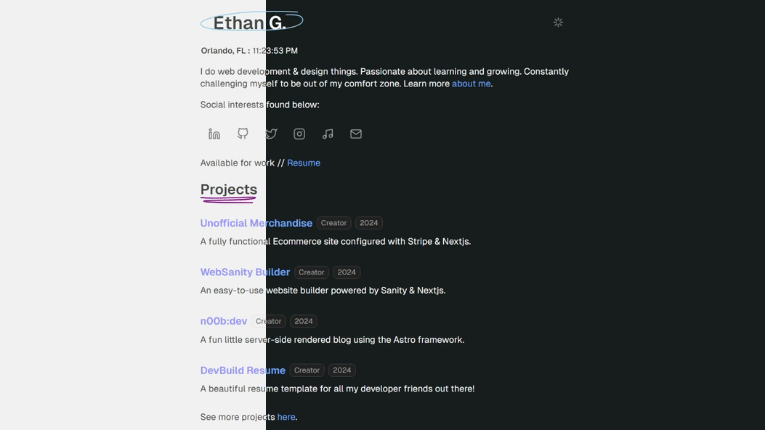 Ethan G.
Orlando, FL : 11:23:53 PM
I do web development & design things. Passionate about learning and growing. Constantly
challenging myself to be out of my comfort zone. Learn more about me.
Social interests found below:
Available for work // Resume
Projects
Unofficial Merchandise Creator 2024
A fully functional Ecommerce site configured with Stripe & Nextjs.
WebSanity Builder Creator 2024
An easy-to-use website builder powered by Sanity & Nextjs.
n00b:dev Creator 2024
A fun little server-side rendered blog using the Astro framework.
DevBuild Resume Creator 2024
A beautiful resume template for all my developer friends out there!
See more projects here.